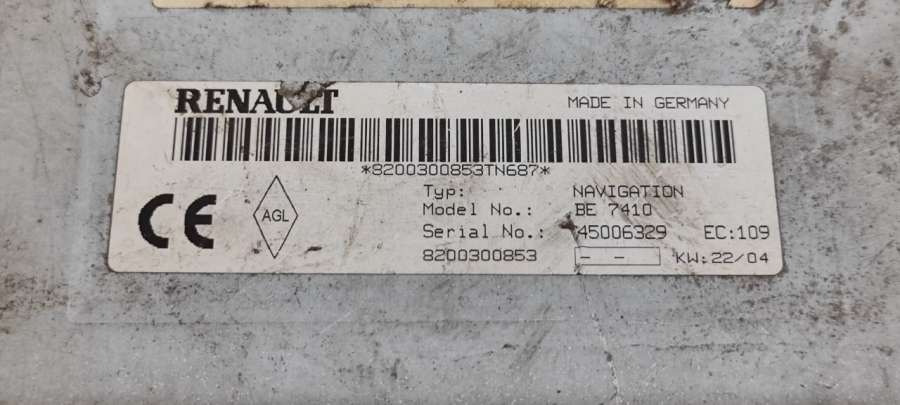 RENAULT
MADE IN GERMANY
*8200300853TN687*
Typ: NAVIGATION
Model No.: BE 7410
AGL
Serial No.: 45006329 EC:109
8200300853 - - KW:22/04